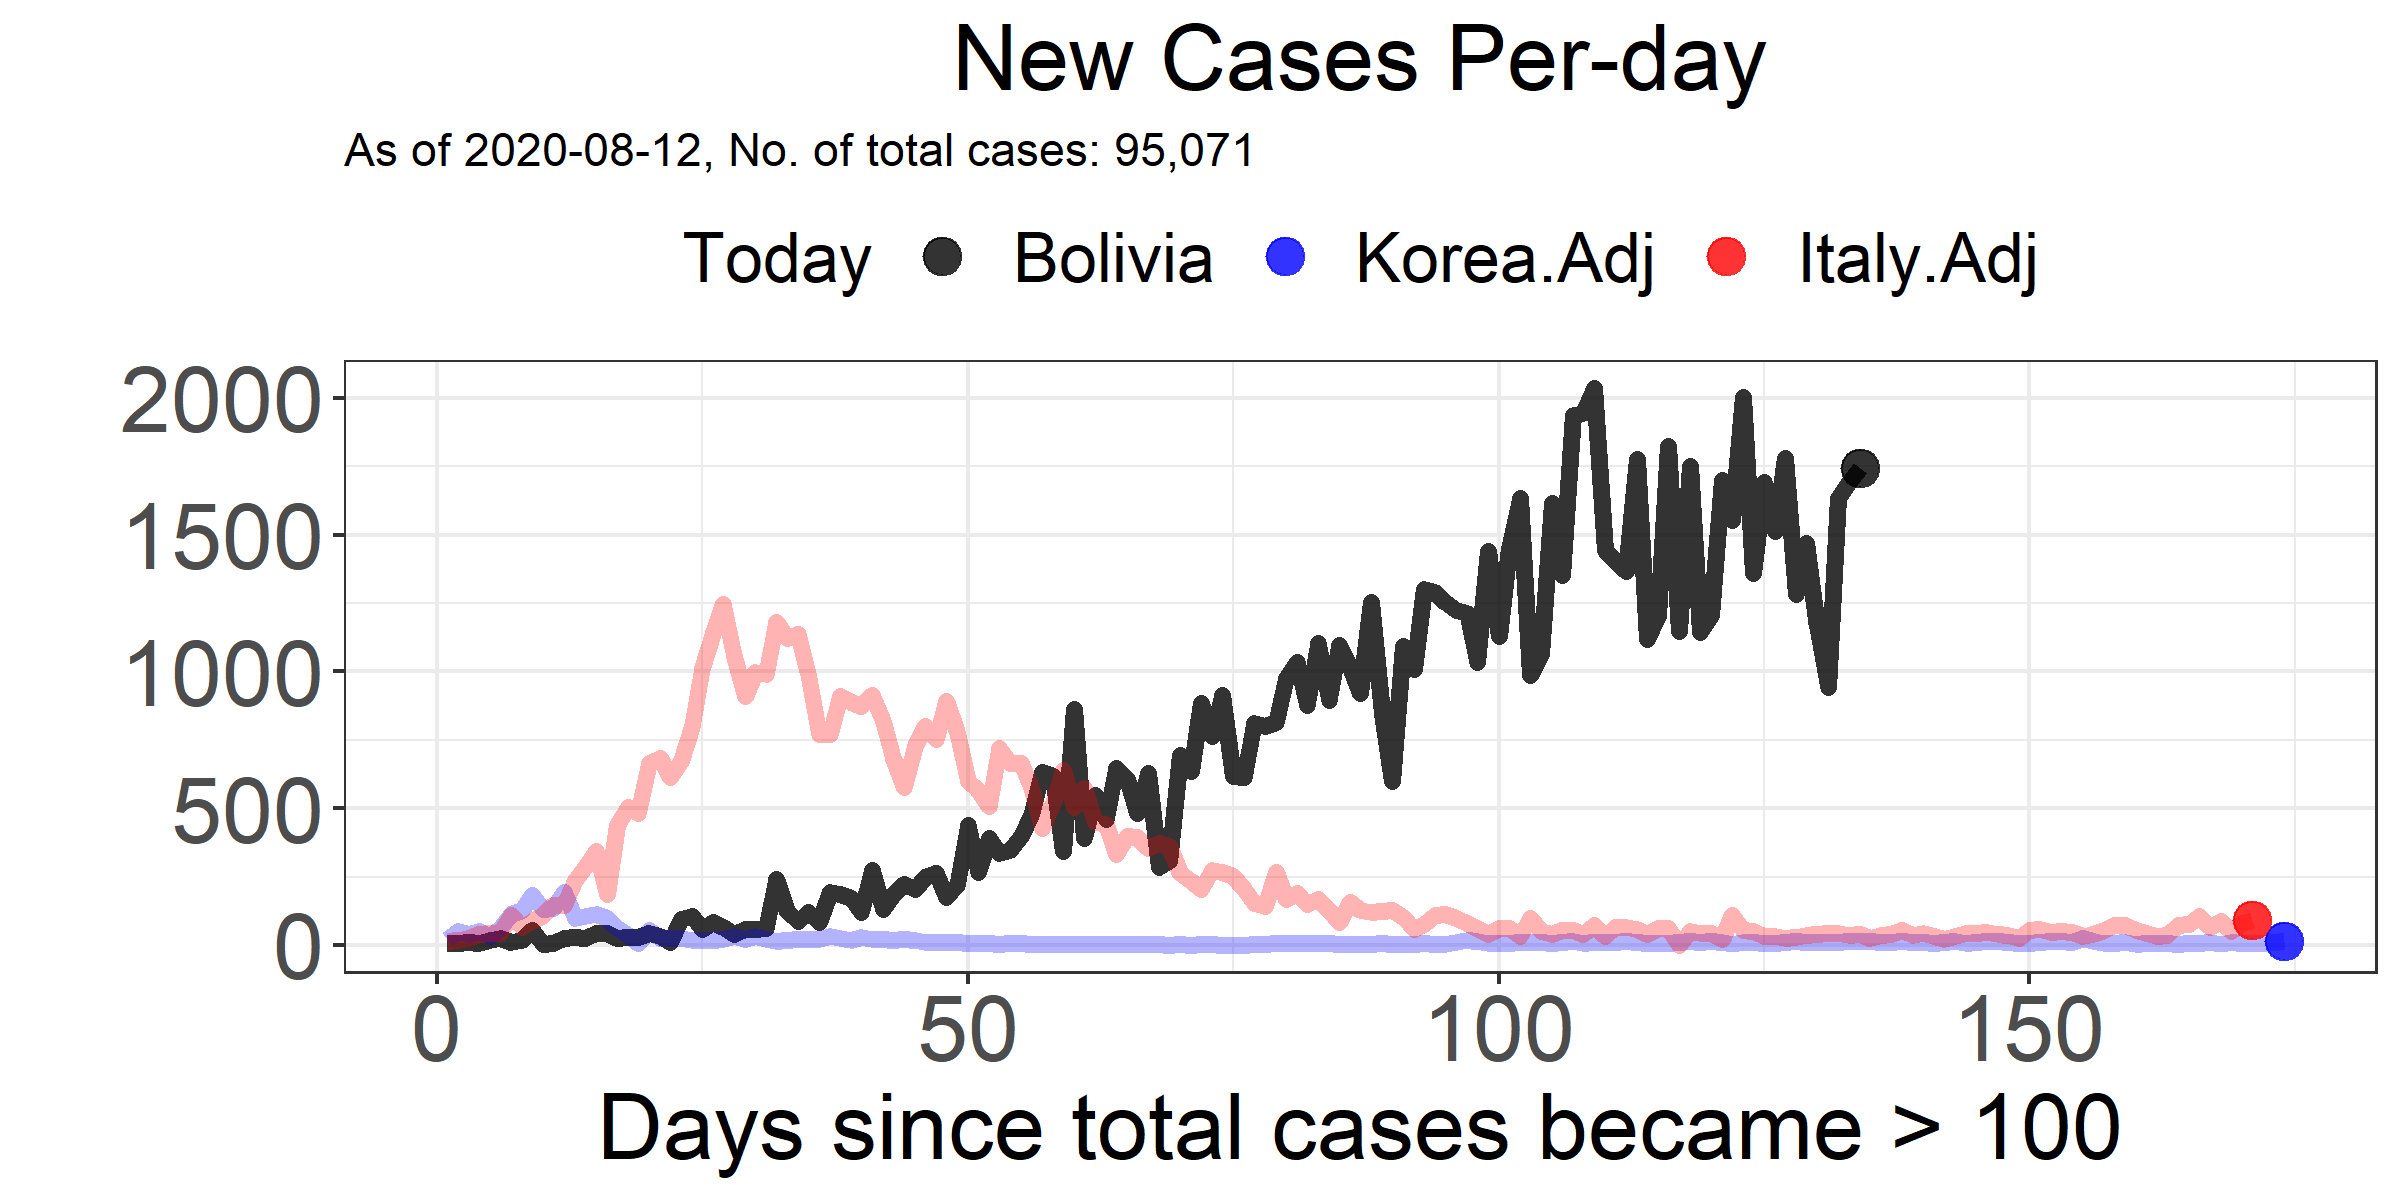 New Cases Per-day
As of 2020-08-12, No. of total cases: 95,071
Today Bolivia Korea.Adj Italy.Adj
2000
1500
1000
500
0
0 50 100 150
Days since total cases became > 100